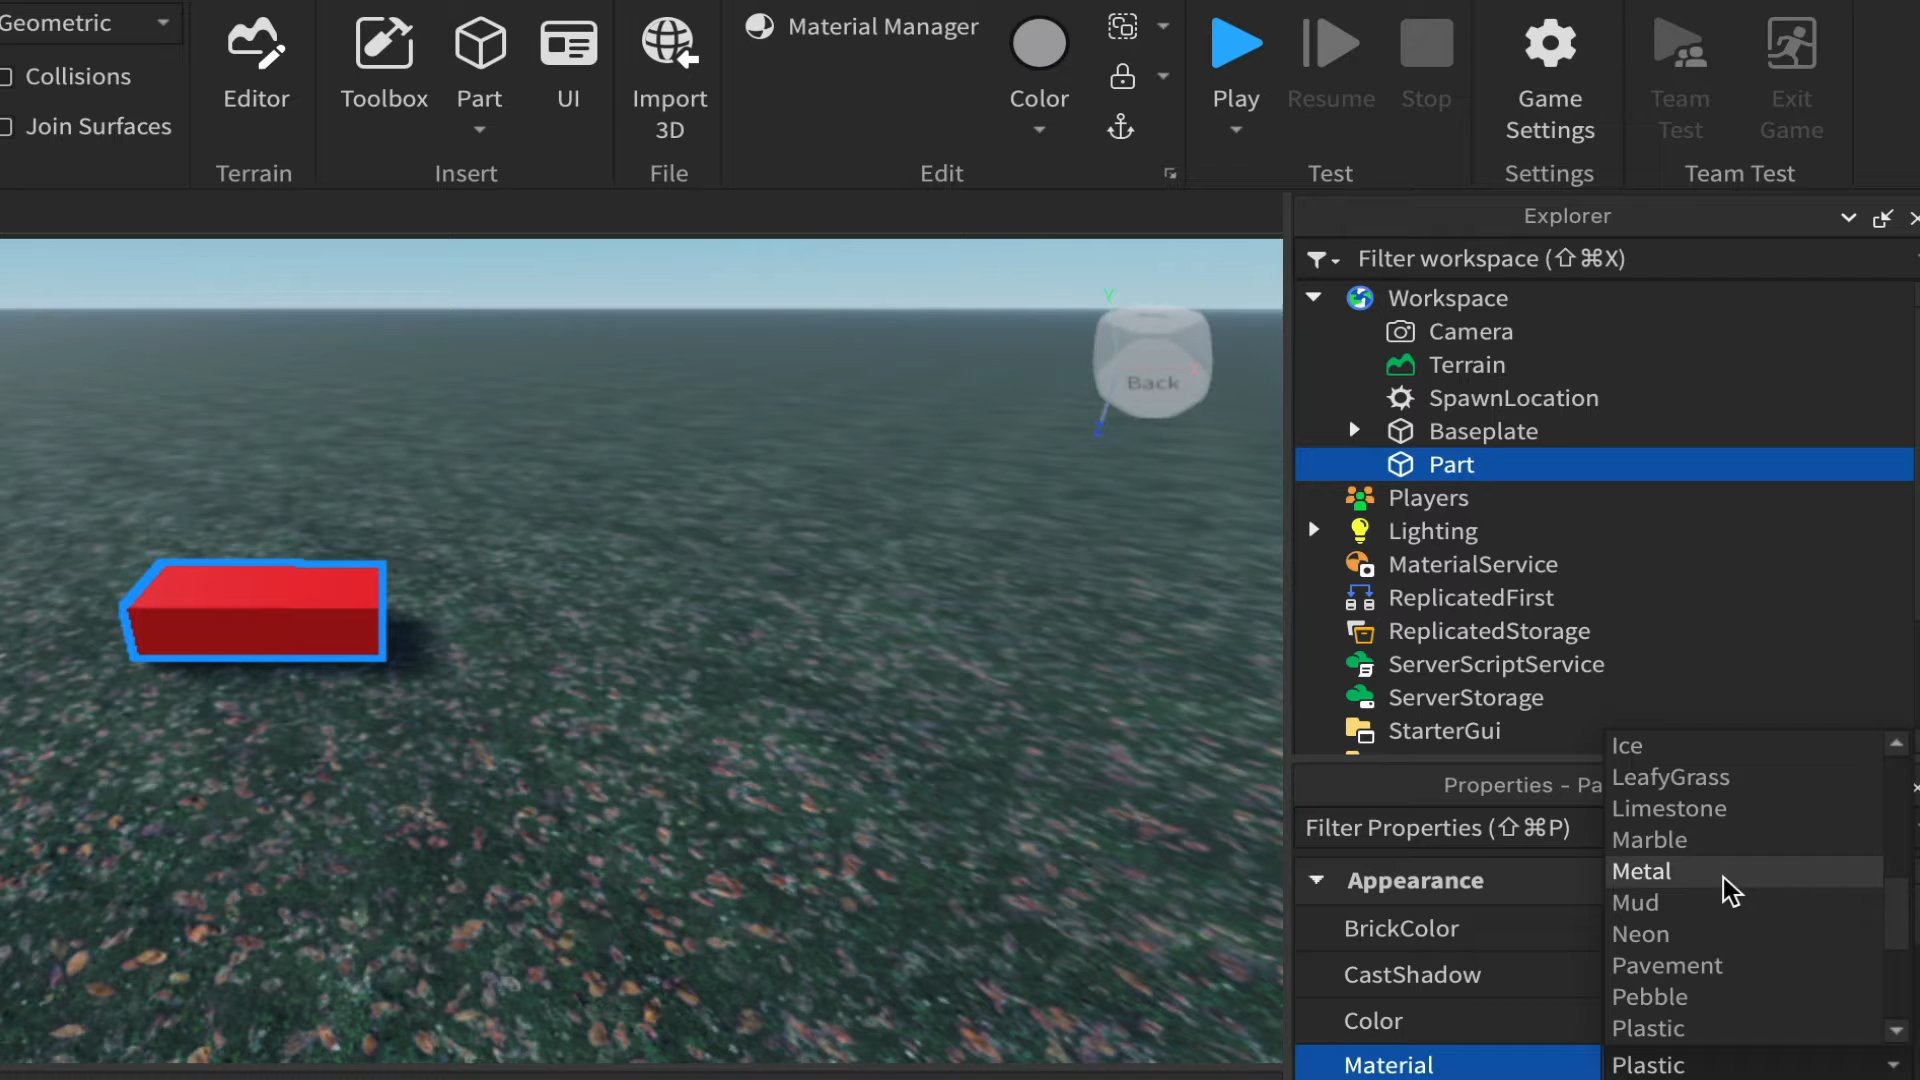 Geometric
Collisions
Join Surfaces
Editor
Terrain
Toolbox
Part
UI
Insert
Import
3D
File
Material Manager
Color
Edit
Play
Resume
Stop
Test
Game
Settings
Settings
Team
Test
Exit
Game
Team Test
Explorer
Filter workspace (⇧⌘X)
Workspace
Camera
Terrain
SpawnLocation
Baseplate
Part
Players
Lighting
MaterialService
ReplicatedFirst
ReplicatedStorage
ServerScriptService
ServerStorage
StarterGui
Y
X
Back
Z
Properties - Pa
Filter Properties (⇧⌘P)
Appearance
BrickColor
CastShadow
Color
Material
Ice
LeafyGrass
Limestone
Marble
Metal
Mud
Neon
Pavement
Pebble
Plastic
Plastic